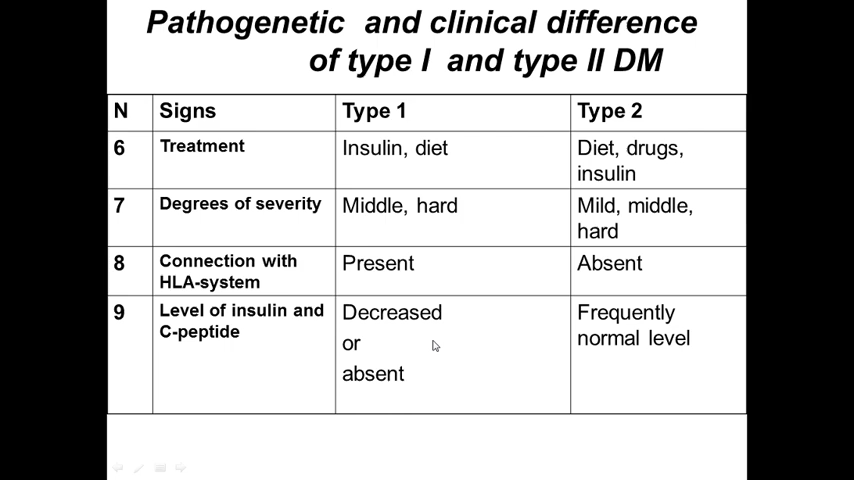 Pathogenetic and clinical difference
of type I and type II DM
N Signs Type 1 Type 2
6 Treatment Insulin, diet Diet, drugs,
insulin
7 Degrees of severity Middle, hard Mild, middle,
hard
8 Connection with Present Absent
HLA-system
9 Level of insulin and Decreased Frequently
C-peptide or normal level
absent